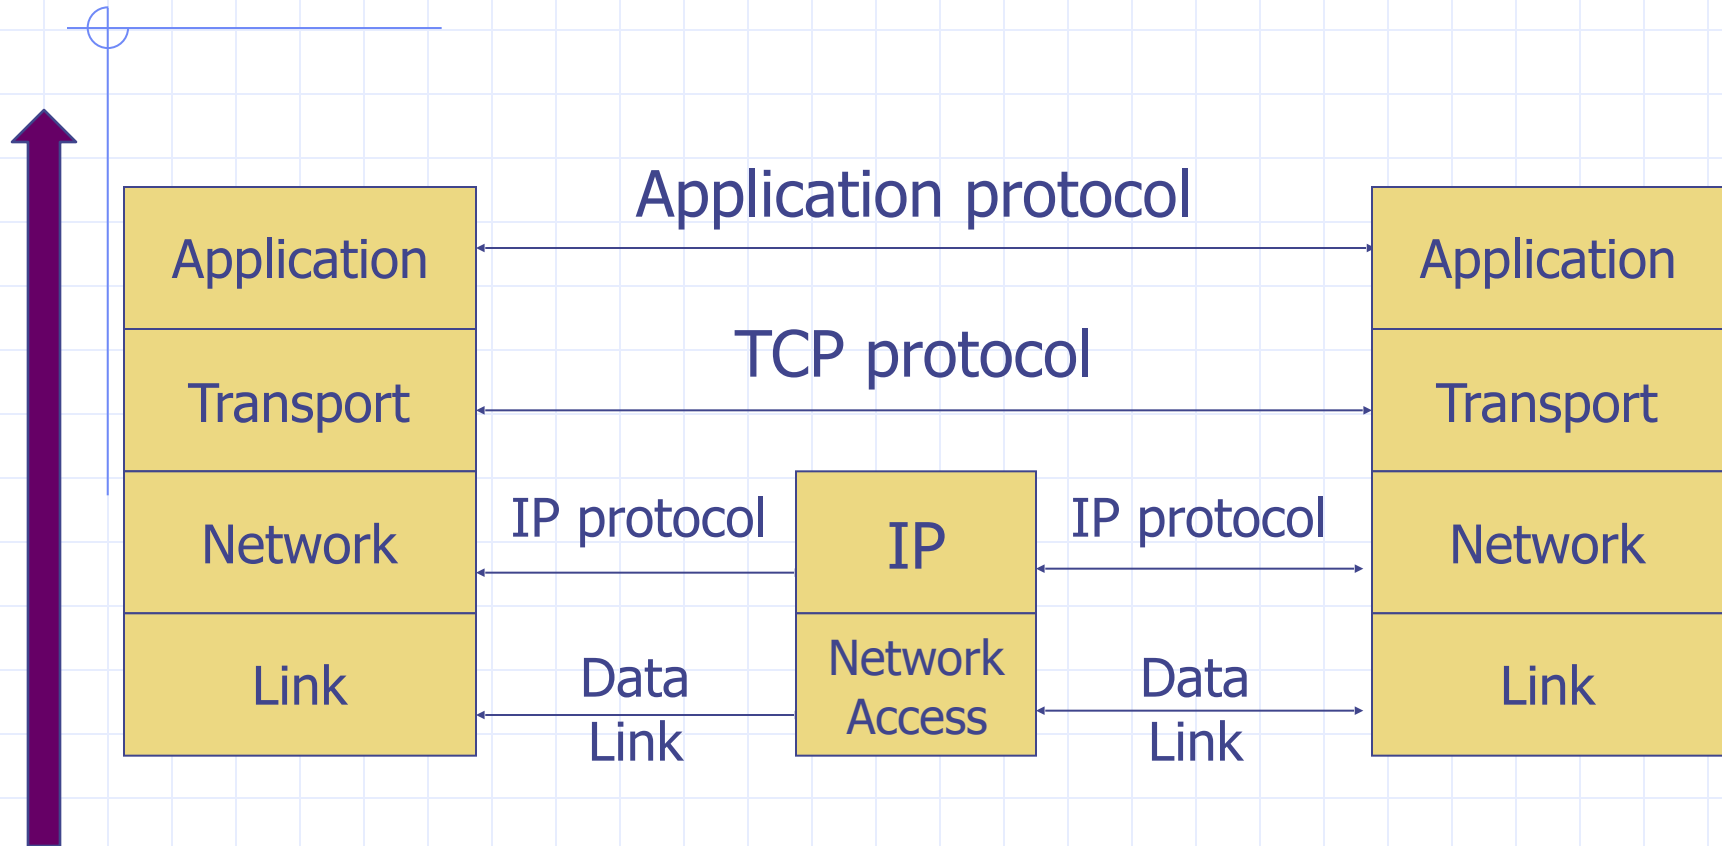 Application protocol
Application
Application
TCP protocol
Transport
Transport
IP protocol
IP
IP protocol
Network
Network
Network
Access
Data
Link
Data
Link
Link
Link